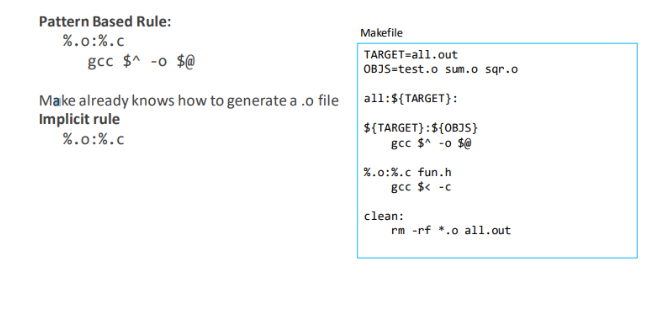 Pattern Based Rule:
%.o:%.c
gcc $^ -o $@
Make already knows how to generate a .o file
Implicit rule
%.o:%.c
Makefile
TARGET=all.out
OBJS=test.o sum.o sqr.o
all:${TARGET}:
${TARGET}:${OBJS}
gcc $^ -o $@
%.o:%.c fun.h
gcc $< -c
clean:
rm -rf *.o all.out